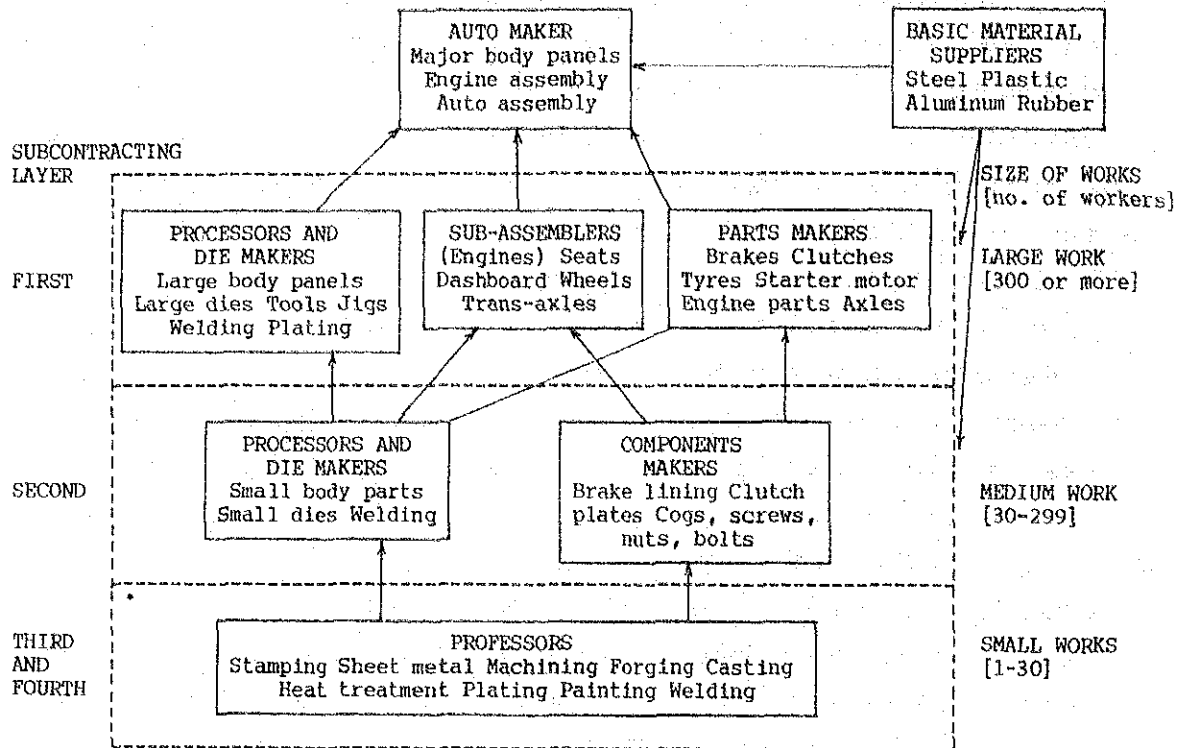 AUTO MAKER
Major body panels
Engine assembly
Auto assembly
BASIC MATERIAL
SUPPLIERS
Steel Plastic
Aluminum Rubber
SUBCONTRACTING
LAYER
SIZE OF WORKS
[no. of workers]
FIRST
PROCESSORS AND
DIE MAKERS
Large body panels
Large dies Tools Jigs
Welding Plating
SUB-ASSEMBLERS
(Engines) Seats
Dashboard Wheels
Trans-axles
PARTS MAKERS
Brakes Clutches
Tyres Starter motor
Engine parts Axles
LARGE WORK
[300 or more]
SECOND
PROCESSORS AND
DIE MAKERS
Small body parts
Small dies Welding
COMPONENTS
MAKERS
Brake lining Clutch
plates Cogs, screws,
nuts, bolts
MEDIUM WORK
[30-299]
THIRD
AND
FOURTH
PROFESSORS
Stamping Sheet metal Machining Forging Casting
Heat treatment Plating Painting Welding
SMALL WORKS
[1-30]